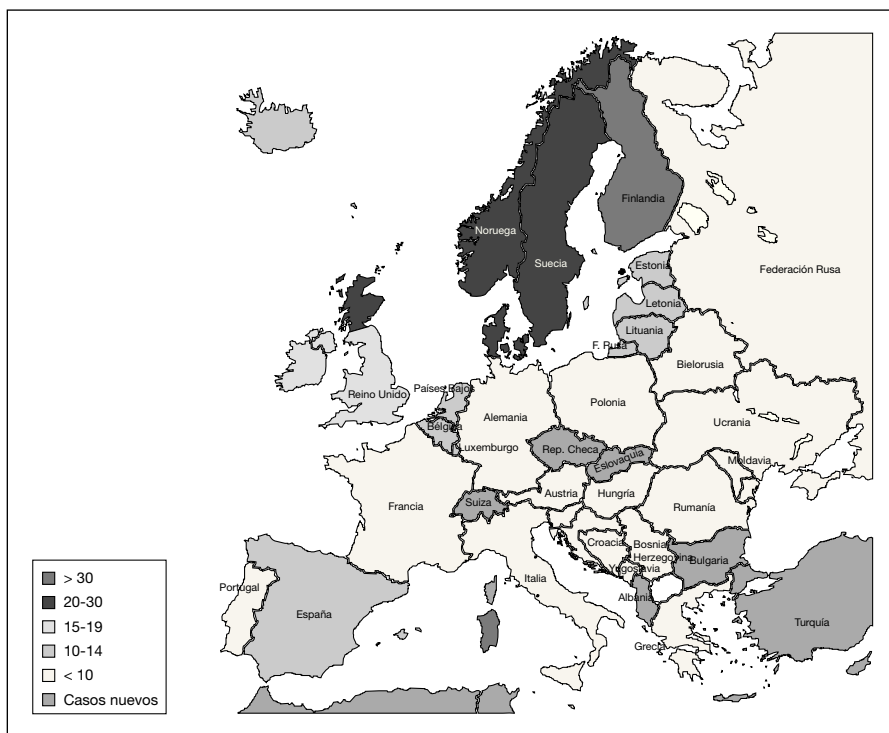 Finlandia
Noruega
Suecia
Estonia
Federación Rusa
Letonia
Lituania
F. Rusa
Bielorusia
Países Bajos
Reino Unido
Polonia
Alemania
Ucrania
Bélgica
Luxemburgo
Rep. Checa
Eslovaquia
Moldavia
Austria
Hungría
Suiza
Francia
Rumanía
Croacia
Bosnia
Herzegovina
Yugoslavia
Bulgaria
Portugal
Italia
Albania
España
Turquía
Grecia
> 30
20-30
15-19
10-14
< 10
Casos nuevos